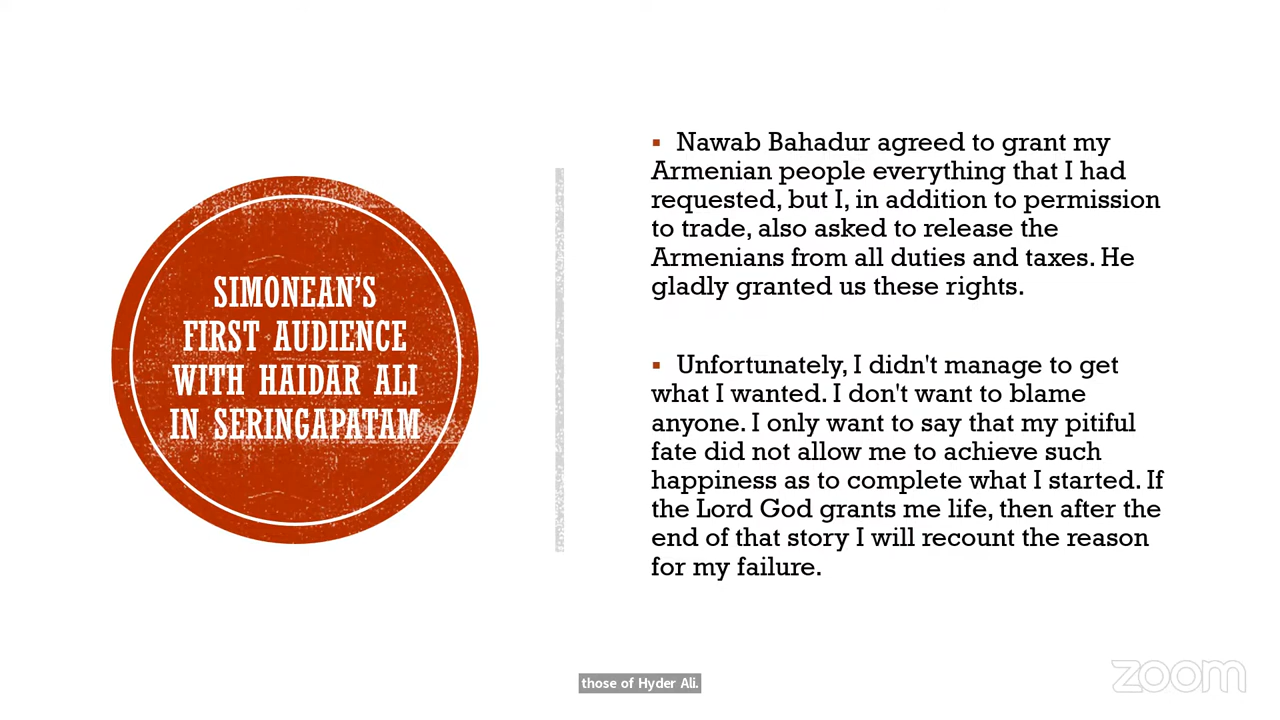 SIMONEAN'S
FIRST AUDIENCE
WITH HAIDAR ALI
IN SERINGAPATAM
▪ Nawab Bahadur agreed to grant my
Armenian people everything that I had
requested, but I, in addition to permission
to trade, also asked to release the
Armenians from all duties and taxes. He
gladly granted us these rights.
▪ Unfortunately, I didn't manage to get
what I wanted. I don't want to blame
anyone. I only want to say that my pitiful
fate did not allow me to achieve such
happiness as to complete what I started. If
the Lord God grants me life, then after the
end of that story I will recount the reason
for my failure.
those of Hyder Ali.
zoom